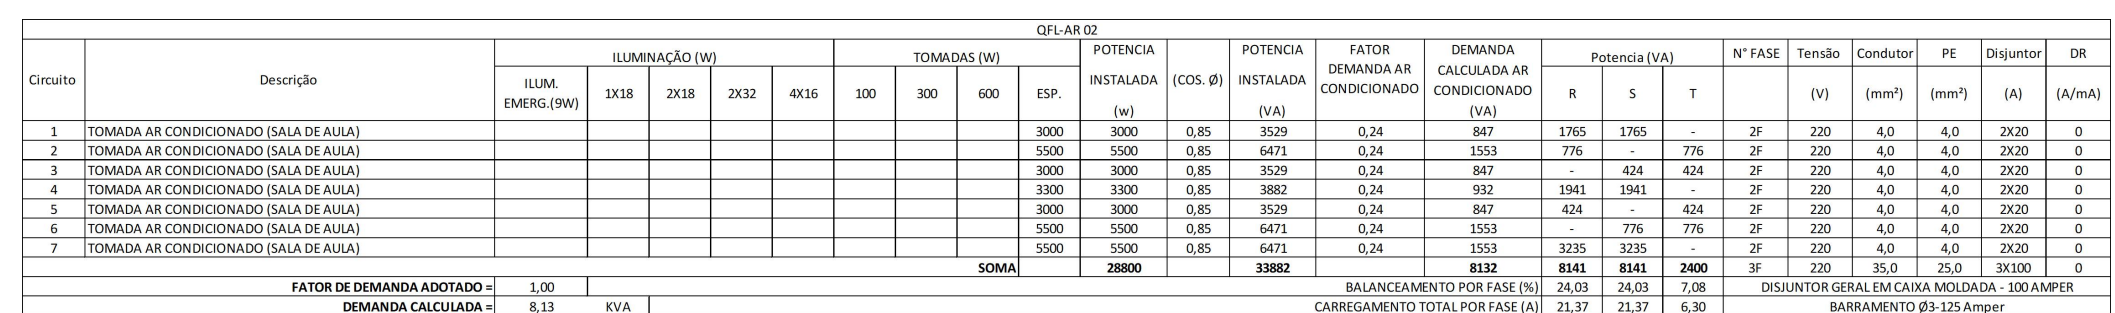 QFL-AR 02
Circuito Descrição ILUMINAÇÃO (W) TOMADAS (W) POTENCIA INSTALADA (w) (COS. Ø) POTENCIA INSTALADA (VA) FATOR DEMANDA AR CONDICIONADO DEMANDA CALCULADA AR CONDICIONADO (VA) Potencia (VA) N° FASE Tensão (V) Condutor (mm²) PE (mm²) Disjuntor (A) DR (A/mA)
ILUM. EMERG.(9W) 1X18 2X18 2X32 4X16 100 300 600 ESP. R S T
1 TOMADA AR CONDICIONADO (SALA DE AULA) 3000 3000 0,85 3529 0,24 847 1765 1765 - 2F 220 4,0 4,0 2X20 0
2 TOMADA AR CONDICIONADO (SALA DE AULA) 5500 5500 0,85 6471 0,24 1553 776 - 776 2F 220 4,0 4,0 2X20 0
3 TOMADA AR CONDICIONADO (SALA DE AULA) 3000 3000 0,85 3529 0,24 847 - 424 424 2F 220 4,0 4,0 2X20 0
4 TOMADA AR CONDICIONADO (SALA DE AULA) 3300 3300 0,85 3882 0,24 932 1941 1941 - 2F 220 4,0 4,0 2X20 0
5 TOMADA AR CONDICIONADO (SALA DE AULA) 3000 3000 0,85 3529 0,24 847 424 - 424 2F 220 4,0 4,0 2X20 0
6 TOMADA AR CONDICIONADO (SALA DE AULA) 5500 5500 0,85 6471 0,24 1553 - 776 776 2F 220 4,0 4,0 2X20 0
7 TOMADA AR CONDICIONADO (SALA DE AULA) 5500 5500 0,85 6471 0,24 1553 3235 3235 - 2F 220 4,0 4,0 2X20 0
SOMA 28800 33882 8132 8141 8141 2400 3F 220 35,0 25,0 3X100 0
FATOR DE DEMANDA ADOTADO = 1,00 BALANCEAMENTO POR FASE (%) 24,03 24,03 7,08 DISJUNTOR GERAL EM CAIXA MOLDADA - 100 AMPER
DEMANDA CALCULADA = 8,13 KVA CARREGAMENTO TOTAL POR FASE (A) 21,37 21,37 6,30 BARRAMENTO Ø3-125 Amper